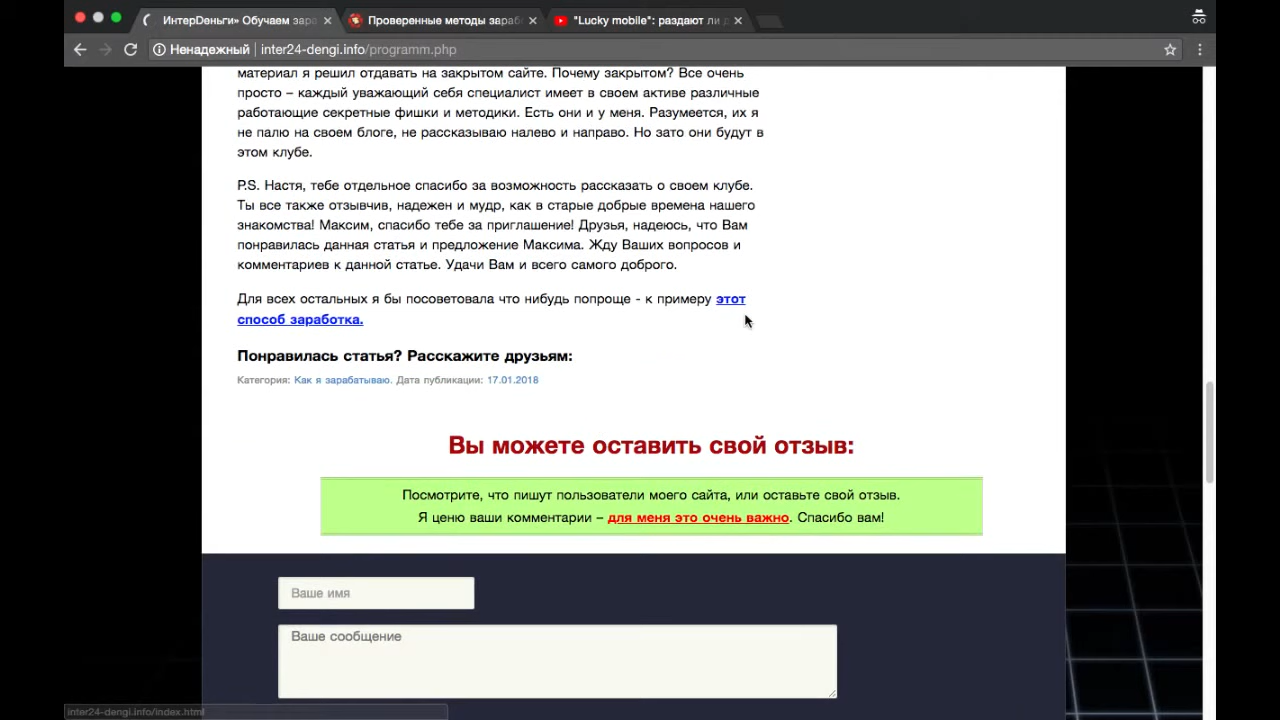 ИнтерDеньги» Обучаем зара
Проверенные методы зараб
"Lucky mobile": раздают ли д
Ненадежный | inter24-dengi.info/programm.php
материал я решил отдавать на закрытом сайте. Почему закрытом? Все очень
просто – каждый уважающий себя специалист имеет в своем активе различные
работающие секретные фишки и методики. Есть они и у меня. Разумеется, их я
не палю на своем блоге, не рассказываю налево и направо. Но зато они будут в
этом клубе.
P.S. Настя, тебе отдельное спасибо за возможность рассказать о своем клубе.
Ты все также отзывчив, надежен и мудр, как в старые добрые времена нашего
знакомства! Максим, спасибо тебе за приглашение! Друзья, надеюсь, что Вам
понравилась данная статья и предложение Максима. Жду Ваших вопросов и
комментариев к данной статье. Удачи Вам и всего самого доброго.
Для всех остальных я бы посоветовала что нибудь попроще - к примеру этот
способ заработка.
Понравилась статья? Расскажите друзьям:
Категория: Как я зарабатываю. Дата публикации: 17.01.2018
Вы можете оставить свой отзыв:
Посмотрите, что пишут пользователи моего сайта, или оставьте свой отзыв.
Я ценю ваши комментарии – для меня это очень важно. Спасибо вам!
Ваше имя
Ваше сообщение
inter24-dengi.info/index.html